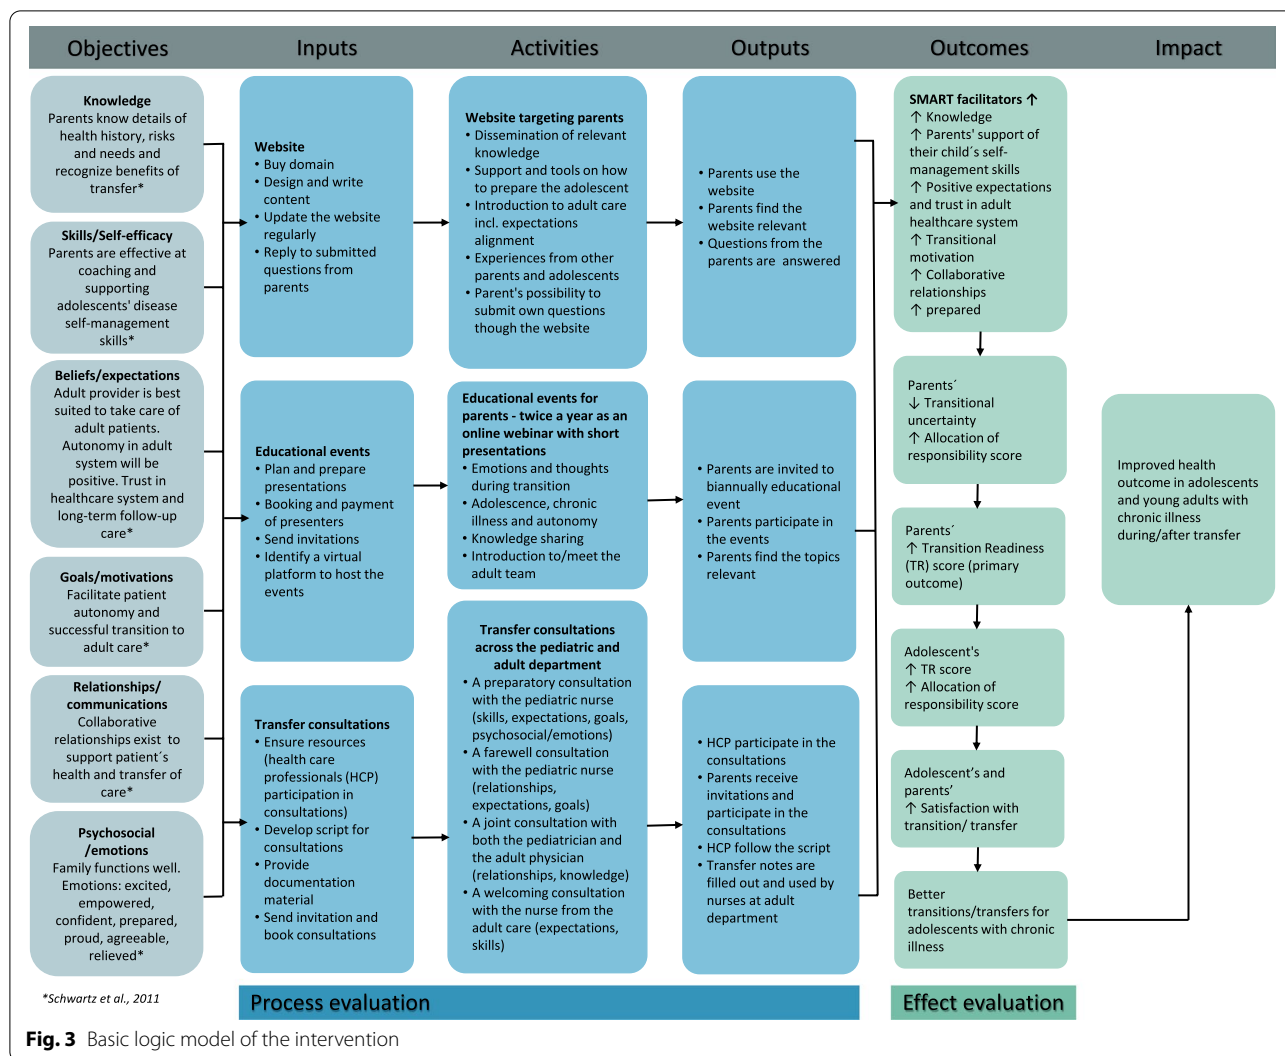 Objectives
Inputs
Activities
Outputs
Outcomes
Impact
Knowledge
Parents know details of
health history, risks
and needs and
recognize benefits of
transfer*
Skills/Self-efficacy
Parents are effective at
coaching and
supporting
adolescents' disease
self-management
skills*
Beliefs/expectations
Adult provider is best
suited to take care of
adult patients.
Autonomy in adult
system will be
positive. Trust in
healthcare system and
long-term follow-up
care*
Goals/motivations
Facilitate patient
autonomy and
successful transition to
adult care*
Relationships/
communications
Collaborative
relationships exist to
support patient´s
health and transfer of
care*
Psychosocial
/emotions
Family functions well.
Emotions: excited,
empowered,
confident, prepared,
proud, agreeable,
relieved*
*Schwartz et al., 2011
Website
• Buy domain
• Design and write
content
• Update the website
regularly
• Reply to submitted
questions from
parents
Educational events
• Plan and prepare
presentations
• Booking and payment
of presenters
• Send invitations
• Identify a virtual
platform to host the
events
Transfer consultations
• Ensure resources
(health care
professionals (HCP)
participation in
consultations)
• Develop script for
consultations
• Provide
documentation
material
• Send invitation and
book consultations
Website targeting parents
• Dissemination of relevant
knowledge
• Support and tools on how
to prepare the adolescent
• Introduction to adult care
incl. expectations
alignment
• Experiences from other
parents and adolescents
• Parent's possibility to
submit own questions
though the website
Educational events for
parents - twice a year as an
online webinar with short
presentations
• Emotions and thoughts
during transition
• Adolescence, chronic
illness and autonomy
• Knowledge sharing
• Introduction to/meet the
adult team
Transfer consultations
across the pediatric and
adult department
• A preparatory consultation
with the pediatric nurse
(skills, expectations, goals,
psychosocial/emotions)
• A farewell consultation
with the pediatric nurse
(relationships,
expectations, goals)
• A joint consultation with
both the pediatrician and
the adult physician
(relationships, knowledge)
• A welcoming consultation
with the nurse from the
adult care (expectations,
skills)
• Parents use the
website
• Parents find the
website relevant
• Questions from the
parents are answered
• Parents are invited to
biannually educational
event
• Parents participate in
the events
• Parents find the topics
relevant
• HCP participate in the
consultations
• Parents receive
invitations and
participate in the
consultations
• HCP follow the script
• Transfer notes are
filled out and used by
nurses at adult
department
SMART facilitators ↑
↑ Knowledge
↑ Parents' support of
their child´s self-
management skills
↑ Positive expectations
and trust in adult
healthcare system
↑ Transitional
motivation
↑ Collaborative
relationships
↑ prepared
Parents´
↓ Transitional
uncertainty
↑ Allocation of
responsibility score
Parents´
↑ Transition Readiness
(TR) score (primary
outcome)
Adolescent's
↑ TR score
↑ Allocation of
responsibility score
Adolescent’s and
parents’
↑ Satisfaction with
transition/ transfer
Better
transitions/transfers for
adolescents with chronic
illness
Improved health
outcome in adolescents
and young adults with
chronic illness
during/after transfer
Process evaluation
Effect evaluation
Fig. 3 Basic logic model of the intervention